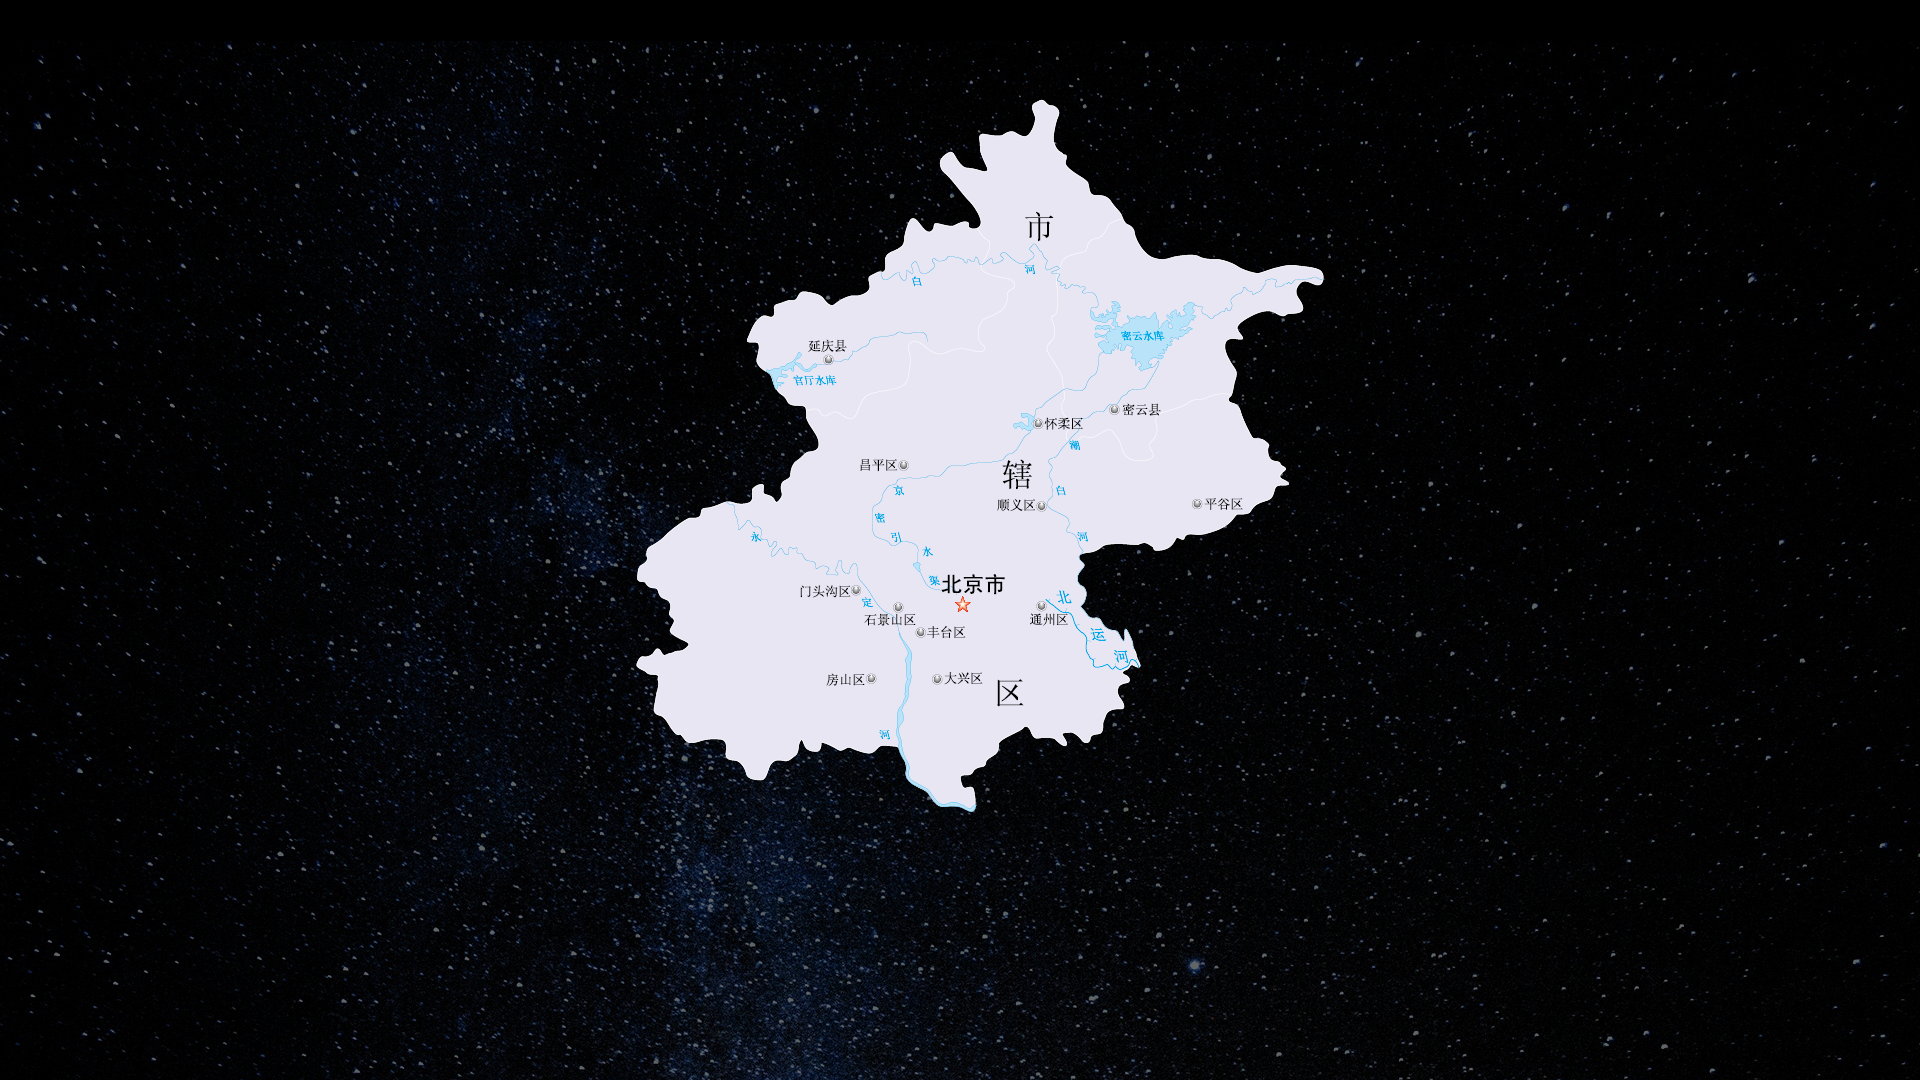 市
河
白
密云水库
延庆县
官厅水库
密云县
怀柔区
潮
昌平区
辖
京
白
顺义区
平谷区
密
永
引
河
水
渠
北京市
门头沟区
定
北
石景山区
通州区
丰台区
运
河
房山区
大兴区
区
河